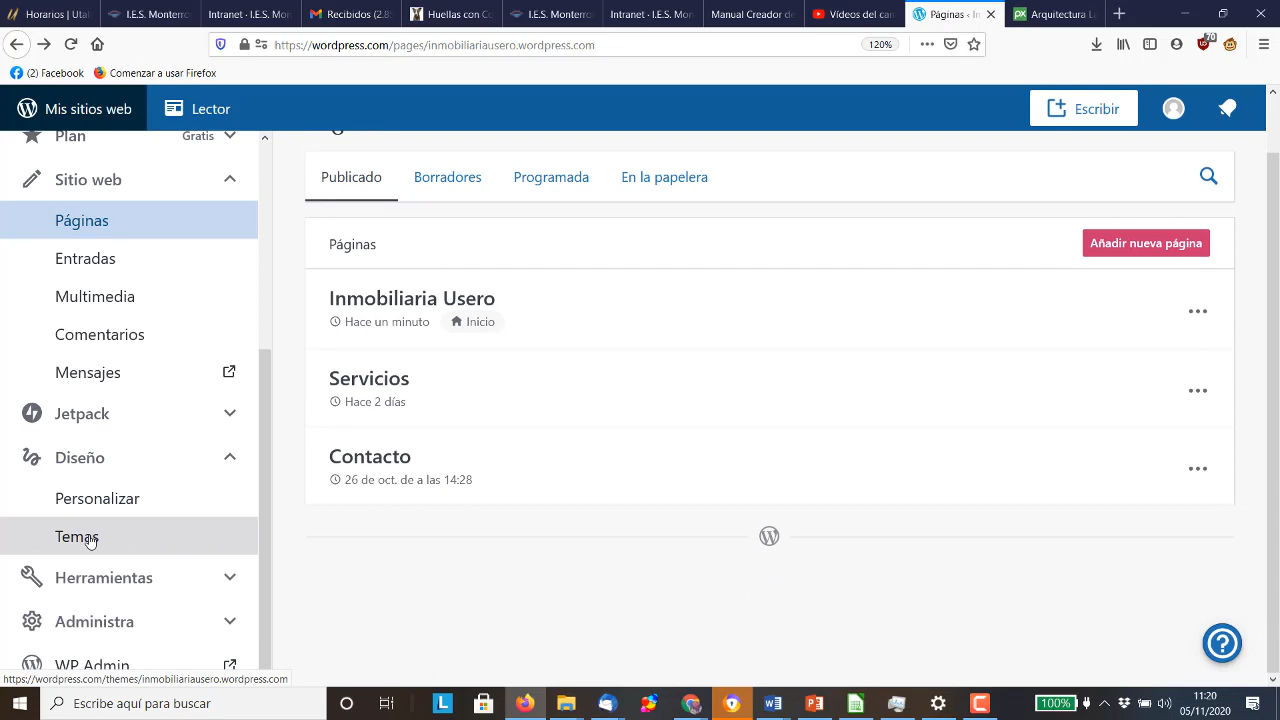 Horarios | Utal
I.E.S. Monterro
Intranet · I.E.S. Mo
Recibidos (2.8
Huellas con Co
I.E.S. Monterro
Intranet · I.E.S. Mo
Manual Creador de
Vídeos del can
Páginas ‹ In
Arquitectura La
https://wordpress.com/pages/inmobiliariausero.wordpress.com
120%
70
(2) Facebook
Comenzar a usar Firefox
Mis sitios web
Lector
Escribir
Plan
Gratis
Sitio web
Páginas
Entradas
Multimedia
Comentarios
Mensajes
Jetpack
Diseño
Personalizar
Temas
Herramientas
Administra
WP Admin
https://wordpress.com/themes/inmobiliariausero.wordpress.com
Publicado
Borradores
Programada
En la papelera
Páginas
Añadir nueva página
Inmobiliaria Usero
Hace un minuto
Inicio
Servicios
Hace 2 días
Contacto
26 de oct. de a las 14:28
Escribe aquí para buscar
100%
11:20
05/11/2020